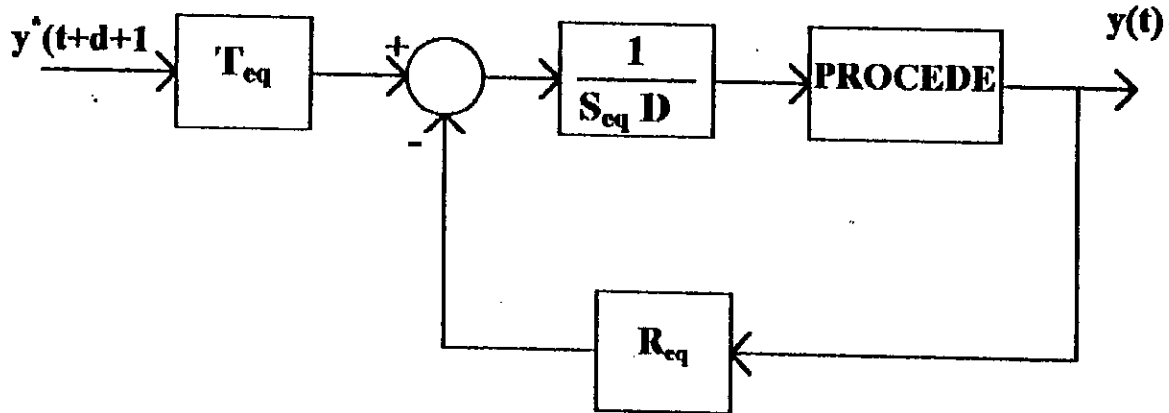 y*(t+d+1
T_eq
+
-
1
S_eq D
PROCEDE
y(t)
R_eq